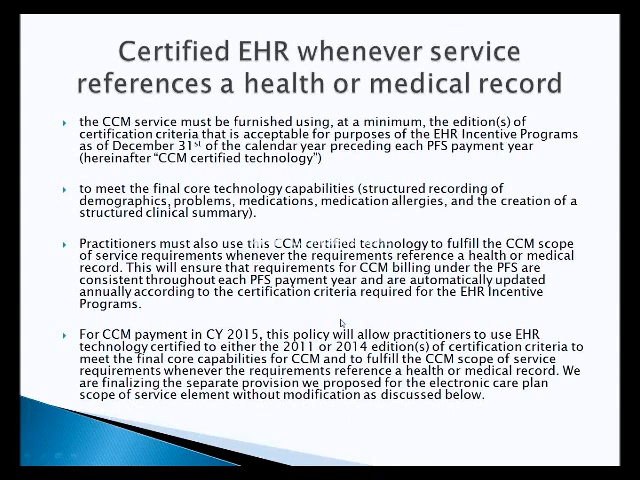 Certified EHR whenever service
references a health or medical record
the CCM service must be furnished using, at a minimum, the edition(s) of
certification criteria that is acceptable for purposes of the EHR Incentive Programs
as of December 31st of the calendar year preceding each PFS payment year
(hereinafter “CCM certified technology”)
to meet the final core technology capabilities (structured recording of
demographics, problems, medications, medication allergies, and the creation of a
structured clinical summary).
Practitioners must also use this CCM certified technology to fulfill the CCM scope
of service requirements whenever the requirements reference a health or medical
record. This will ensure that requirements for CCM billing under the PFS are
consistent throughout each PFS payment year and are automatically updated
annually according to the certification criteria required for the EHR Incentive
Programs.
For CCM payment in CY 2015, this policy will allow practitioners to use EHR
technology certified to either the 2011 or 2014 edition(s) of certification criteria to
meet the final core capabilities for CCM and to fulfill the CCM scope of service
requirements whenever the requirements reference a health or medical record. We
are finalizing the separate provision we proposed for the electronic care plan
scope of service element without modification as discussed below.